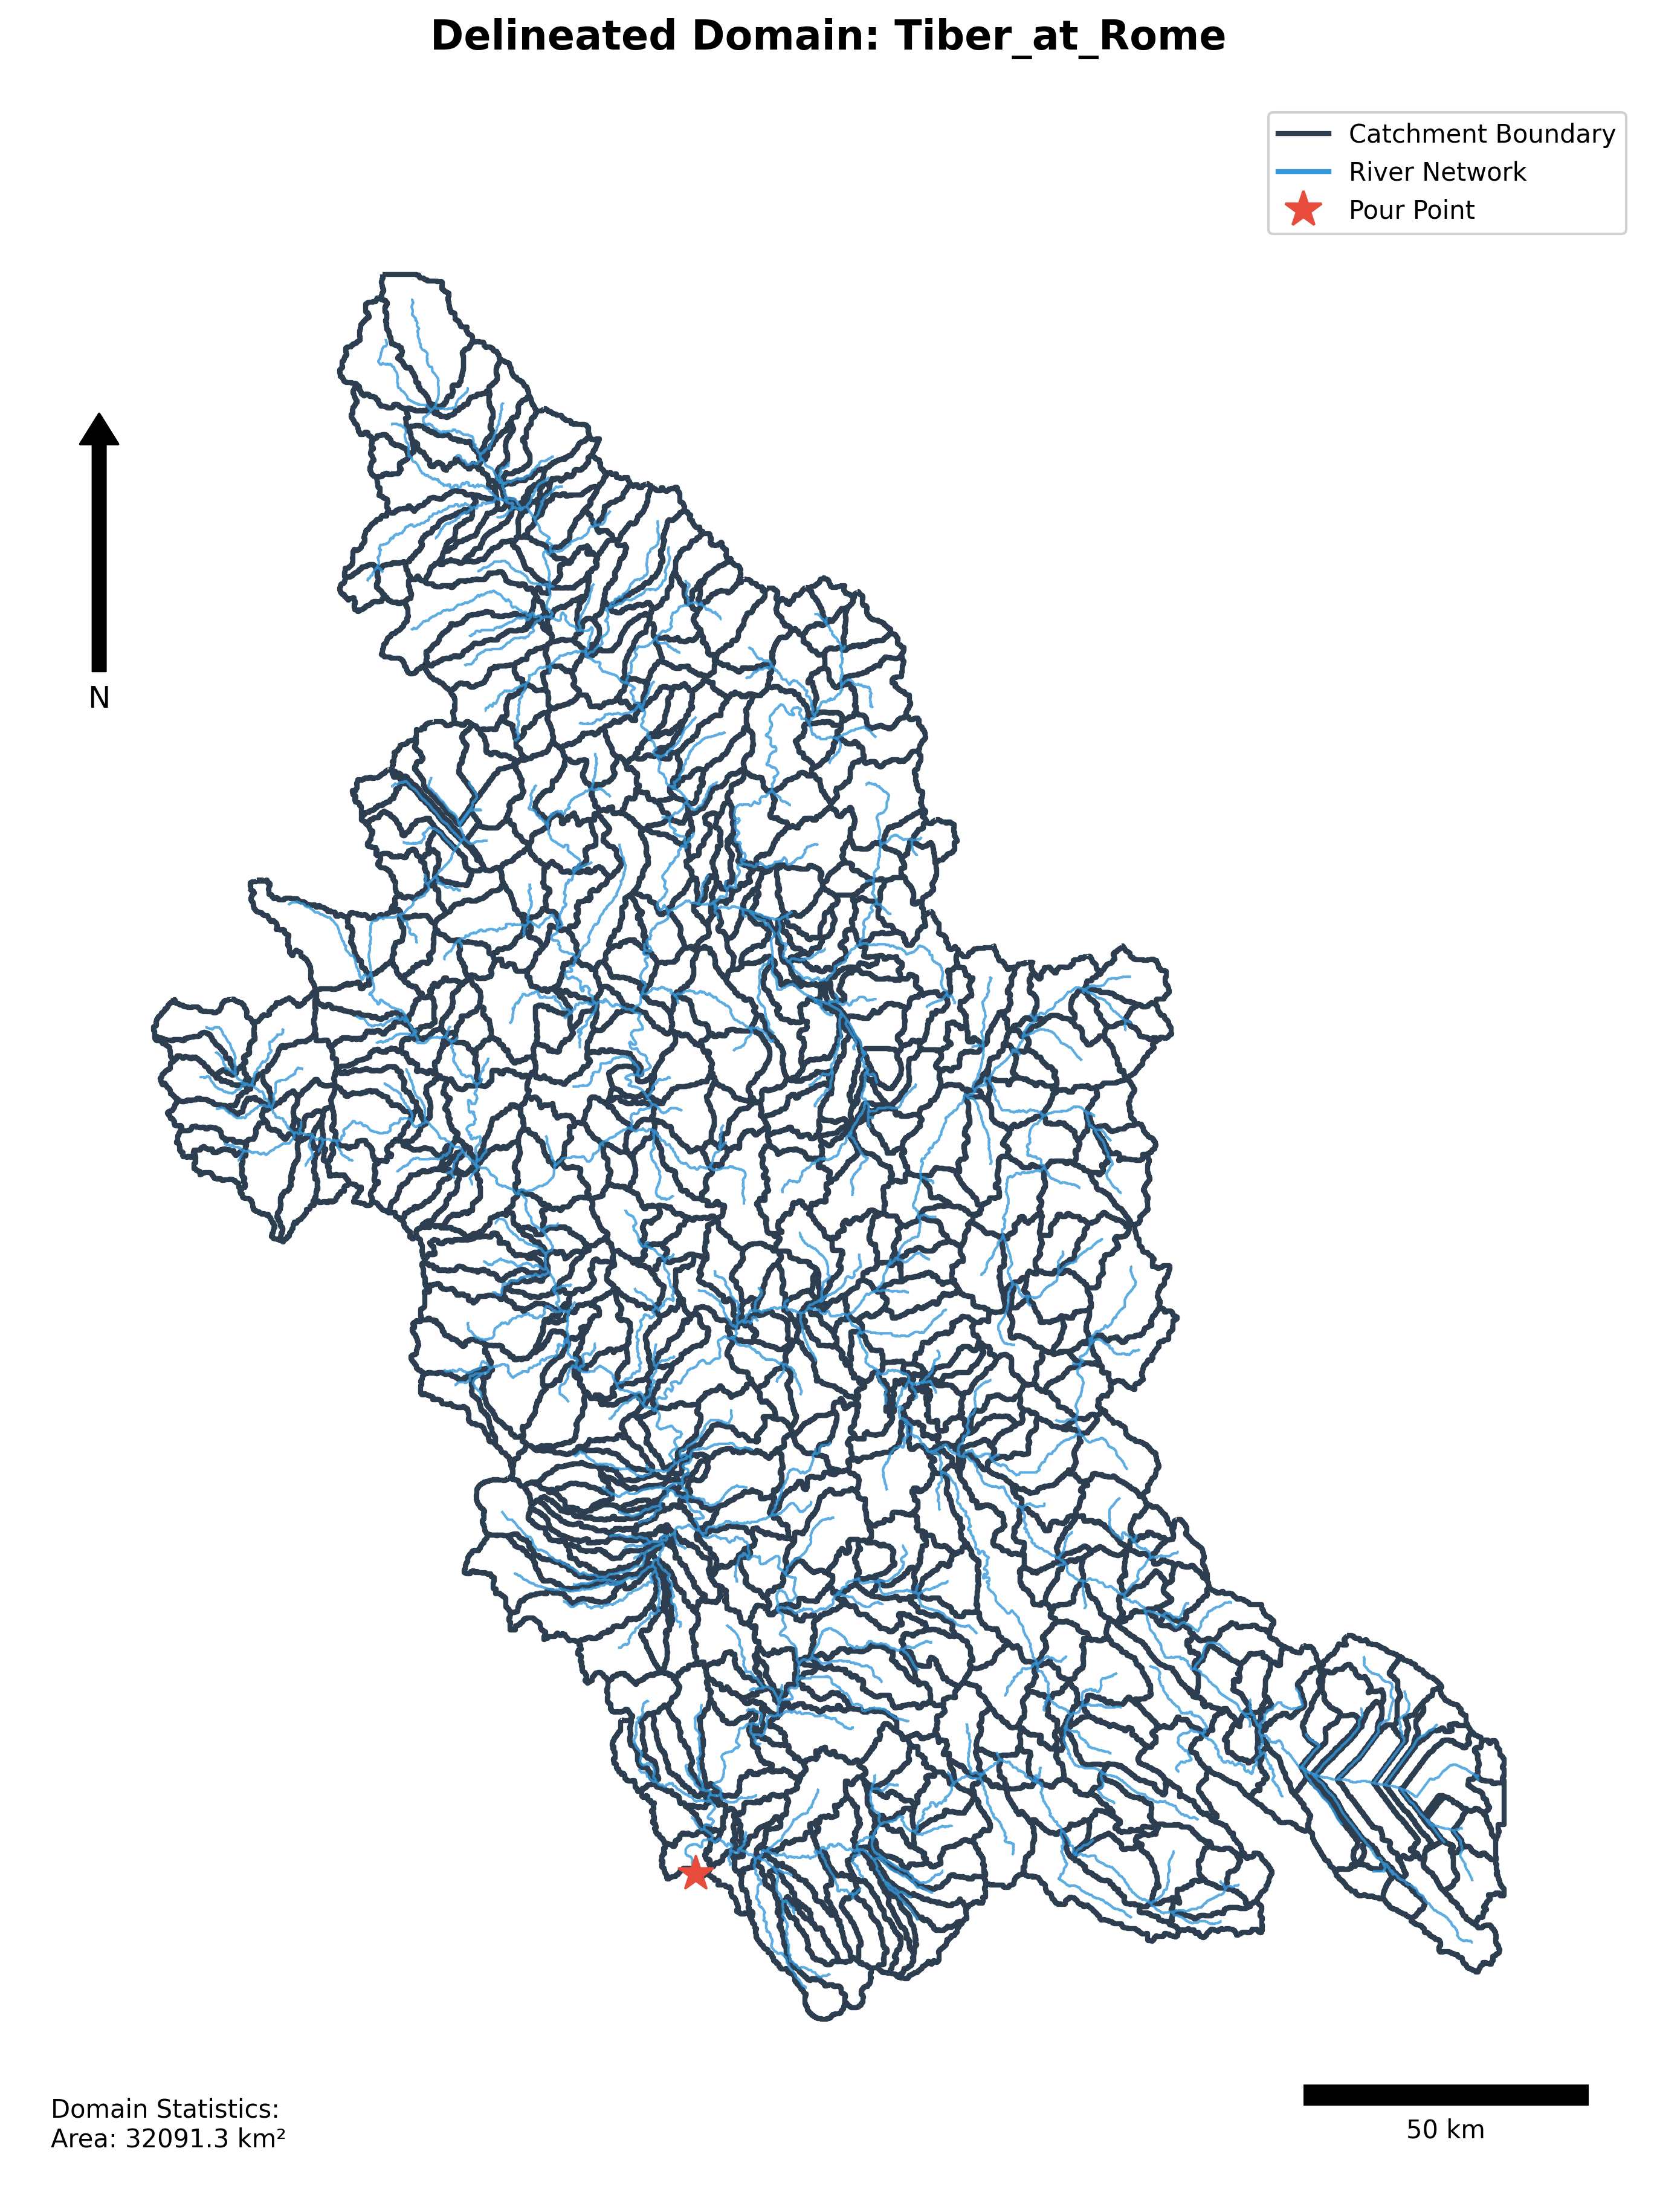 Delineated Domain: Tiber_at_Rome
Catchment Boundary
River Network
Pour Point
N
Domain Statistics:
Area: 32091.3 km²
50 km